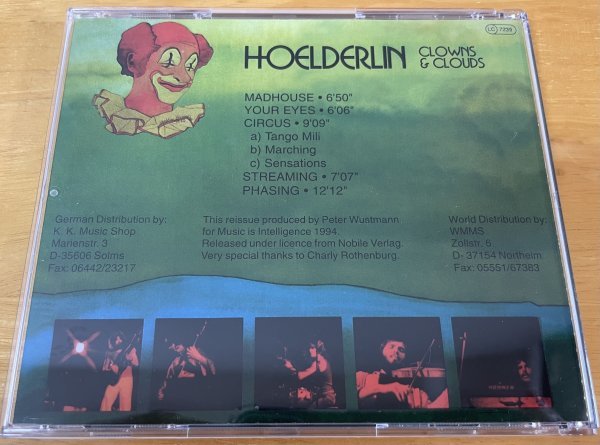 LC 7239
HOELDERLIN CLOWNS
& CLOUDS
MADHOUSE • 6'50"
YOUR EYES • 6'06"
CIRCUS • 9'09"
a) Tango Mili
b) Marching
c) Sensations
STREAMING • 7'07"
PHASING • 12'12"
German Distribution by:
K. K. Music Shop
Marienstr. 3
D-35606 Solms
Fax: 06442/23217
This reissue produced by Peter Wustmann
for Music is Intelligence 1994.
Released under licence from Nobile Verlag.
Very special thanks to Charly Rothenburg.
World Distribution by:
WMMS
Zollstr. 6
D- 37154 Northeim
Fax: 05551/67383